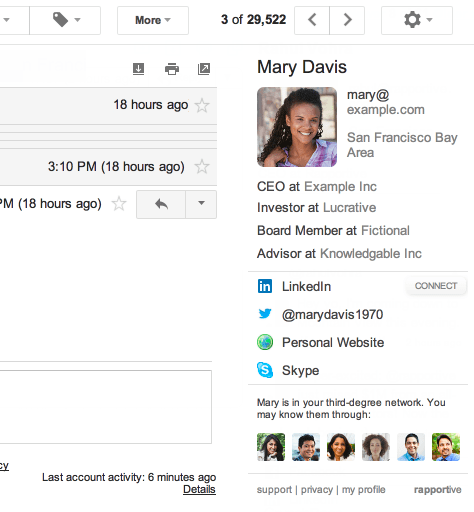 More
3 of 29,522
18 hours ago
3:10 PM (18 hours ago)
PM (18 hours ago)
cy
Last account activity: 6 minutes ago
Details
Mary Davis
mary@
example.com
San Francisco Bay
Area
CEO at Example Inc
Investor at Lucrative
Board Member at Fictional
Advisor at Knowledgable Inc
LinkedIn
CONNECT
@marydavis1970
Personal Website
Skype
Mary is in your third-degree network. You
may know them through:
support | privacy | my profile
rapportive